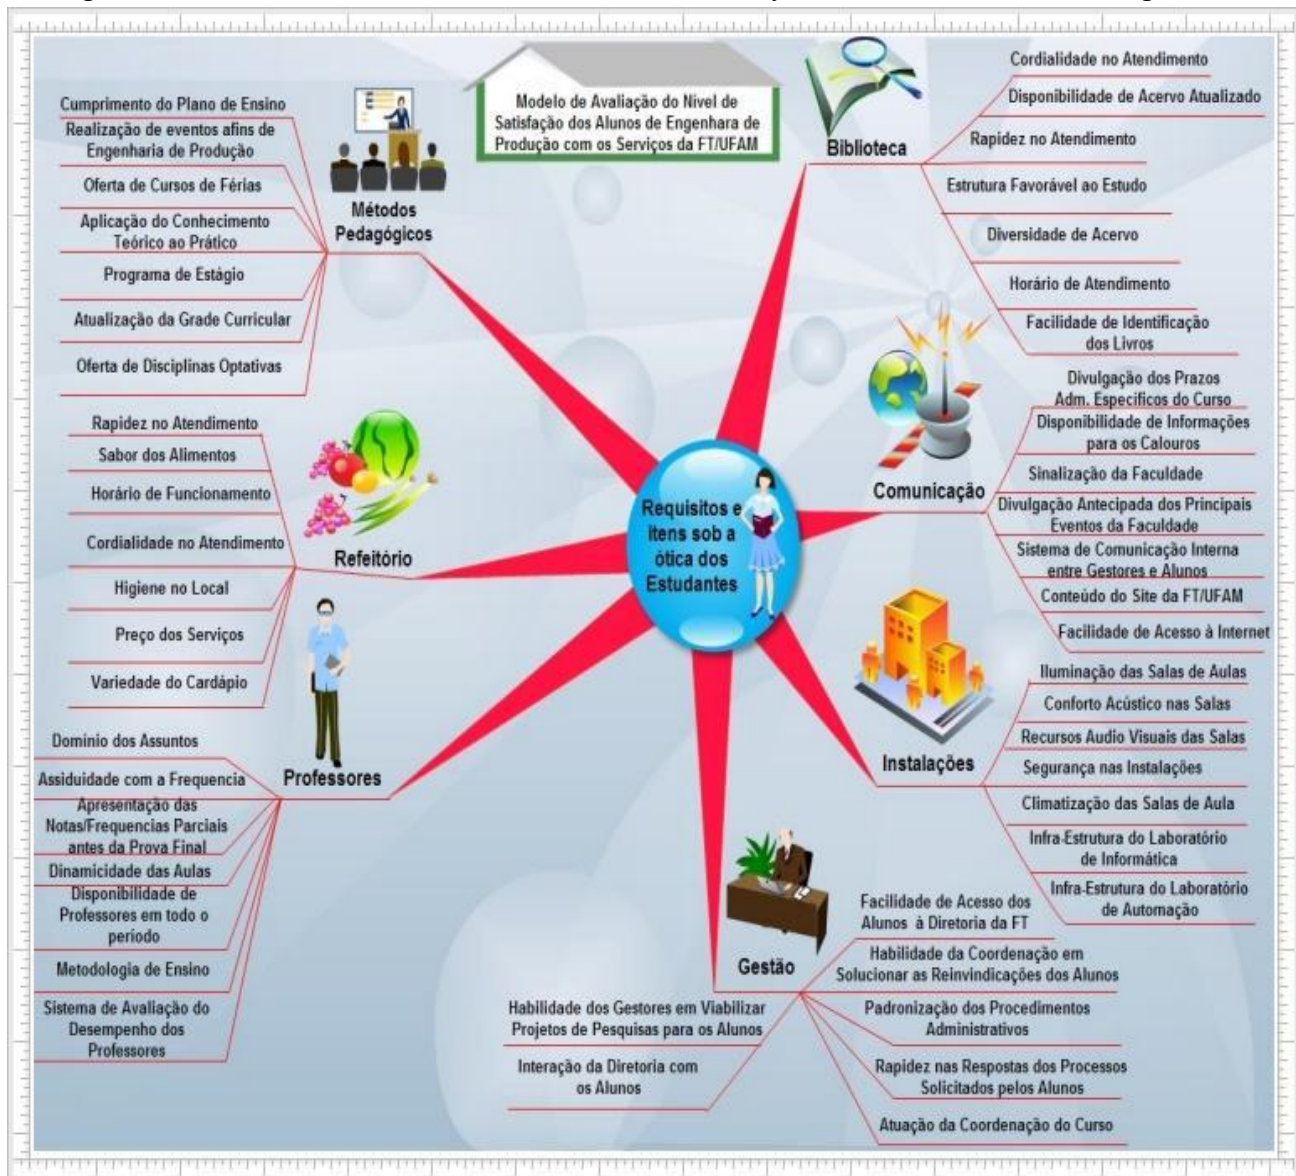 Modelo de Avaliação do Nível de
Satisfação dos Alunos de Engenhara de
Produção com os Serviços da FT/UFAM
Requisitos e
itens sob a
ótica dos
Estudantes
Métodos
Pedagógicos
Cumprimento do Plano de Ensino
Realização de eventos afins de
Engenharia de Produção
Oferta de Cursos de Férias
Aplicação do Conhecimento
Teórico ao Prático
Programa de Estágio
Atualização da Grade Curricular
Oferta de Disciplinas Optativas
Refeitório
Rapidez no Atendimento
Sabor dos Alimentos
Horário de Funcionamento
Cordialidade no Atendimento
Higiene no Local
Preço dos Serviços
Variedade do Cardápio
Professores
Domínio dos Assuntos
Assiduidade com a Frequencia
Apresentação das
Notas/Frequencias Parciais
antes da Prova Final
Dinamicidade das Aulas
Disponibilidade de
Professores em todo o
período
Metodologia de Ensino
Sistema de Avaliação do
Desempenho dos
Professores
Biblioteca
Cordialidade no Atendimento
Disponibilidade de Acervo Atualizado
Rapidez no Atendimento
Estrutura Favorável ao Estudo
Diversidade de Acervo
Horário de Atendimento
Facilidade de Identificação
dos Livros
Comunicação
Divulgação dos Prazos
Adm. Específicos do Curso
Disponibilidade de Informações
para os Calouros
Sinalização da Faculdade
Divulgação Antecipada dos Principais
Eventos da Faculdade
Sistema de Comunicação Interna
entre Gestores e Alunos
Conteúdo do Site da FT/UFAM
Facilidade de Acesso à Internet
Instalações
Iluminação das Salas de Aulas
Conforto Acústico nas Salas
Recursos Audio Visuais das Salas
Segurança nas Instalações
Climatização das Salas de Aula
Infra-Estrutura do Laboratório
de Informática
Infra-Estrutura do Laboratório
de Automação
Gestão
Facilidade de Acesso dos
Alunos à Diretoria da FT
Habilidade da Coordenação em
Solucionar as Reinvindicações dos Alunos
Padronização dos Procedimentos
Administrativos
Rapidez nas Respostas dos Processos
Solicitados pelos Alunos
Atuação da Coordenação do Curso
Habilidade dos Gestores em Viabilizar
Projetos de Pesquisas para os Alunos
Interação da Diretoria com
os Alunos